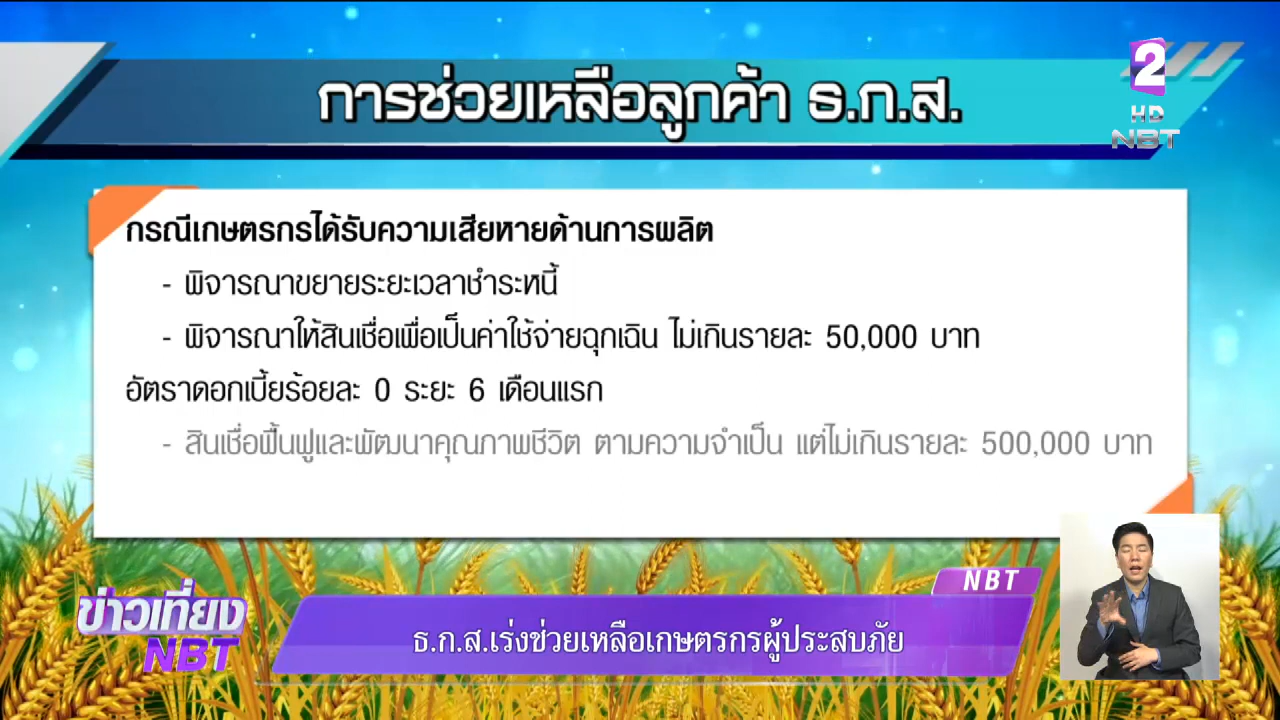 การช่วยเหลือลูกค้า ธ.ก.ส.
2
HD
NBT
กรณีเกษตรกรได้รับความเสียหายด้านการผลิต
- พิจารณาขยายระยะเวลาชำระหนี้
- พิจารณาให้สินเชื่อเพื่อเป็นค่าใช้จ่ายฉุกเฉิน ไม่เกินรายละ 50,000 บาท
อัตราดอกเบี้ยร้อยละ 0 ระยะ 6 เดือนแรก
- สินเชื่อฟื้นฟูและพัฒนาคุณภาพชีวิต ตามความจำเป็น แต่ไม่เกินรายละ 500,000 บาท
NBT
ข่าวเที่ยง
NBT
ธ.ก.ส.เร่งช่วยเหลือเกษตรกรผู้ประสบภัย